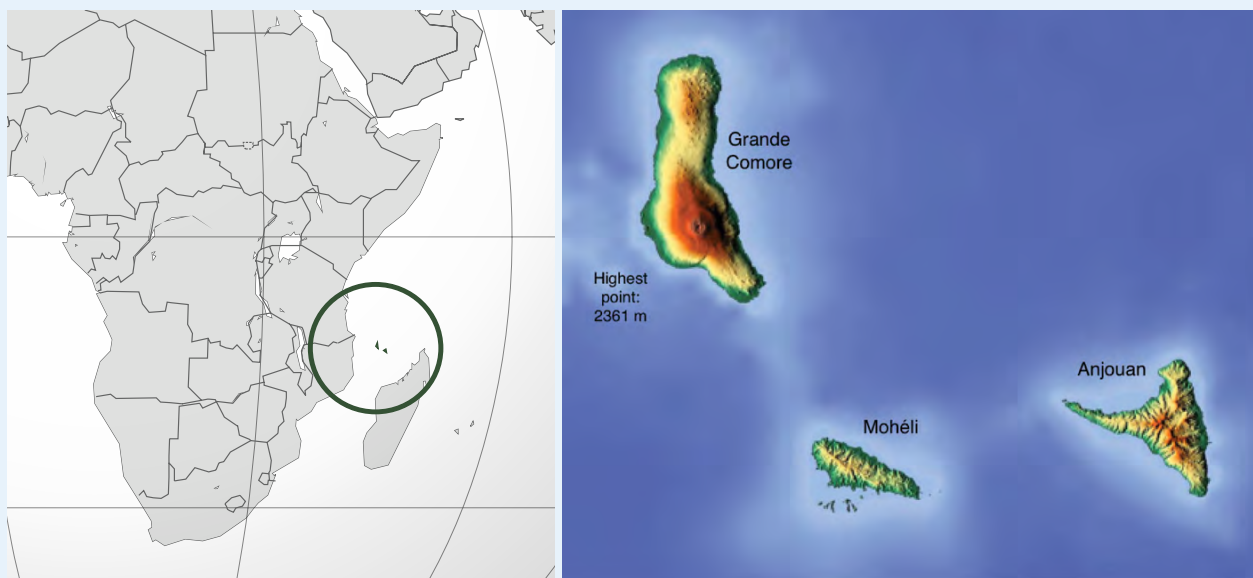 Grande
Comore
Highest
point:
2361 m
Anjouan
Mohéli